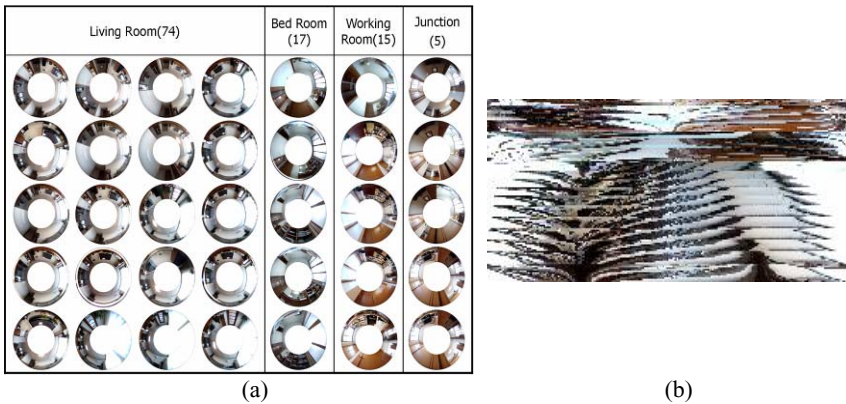 Living Room(74)
Bed Room
(17)
Working
Room(15)
Junction
(5)
(a)
(b)